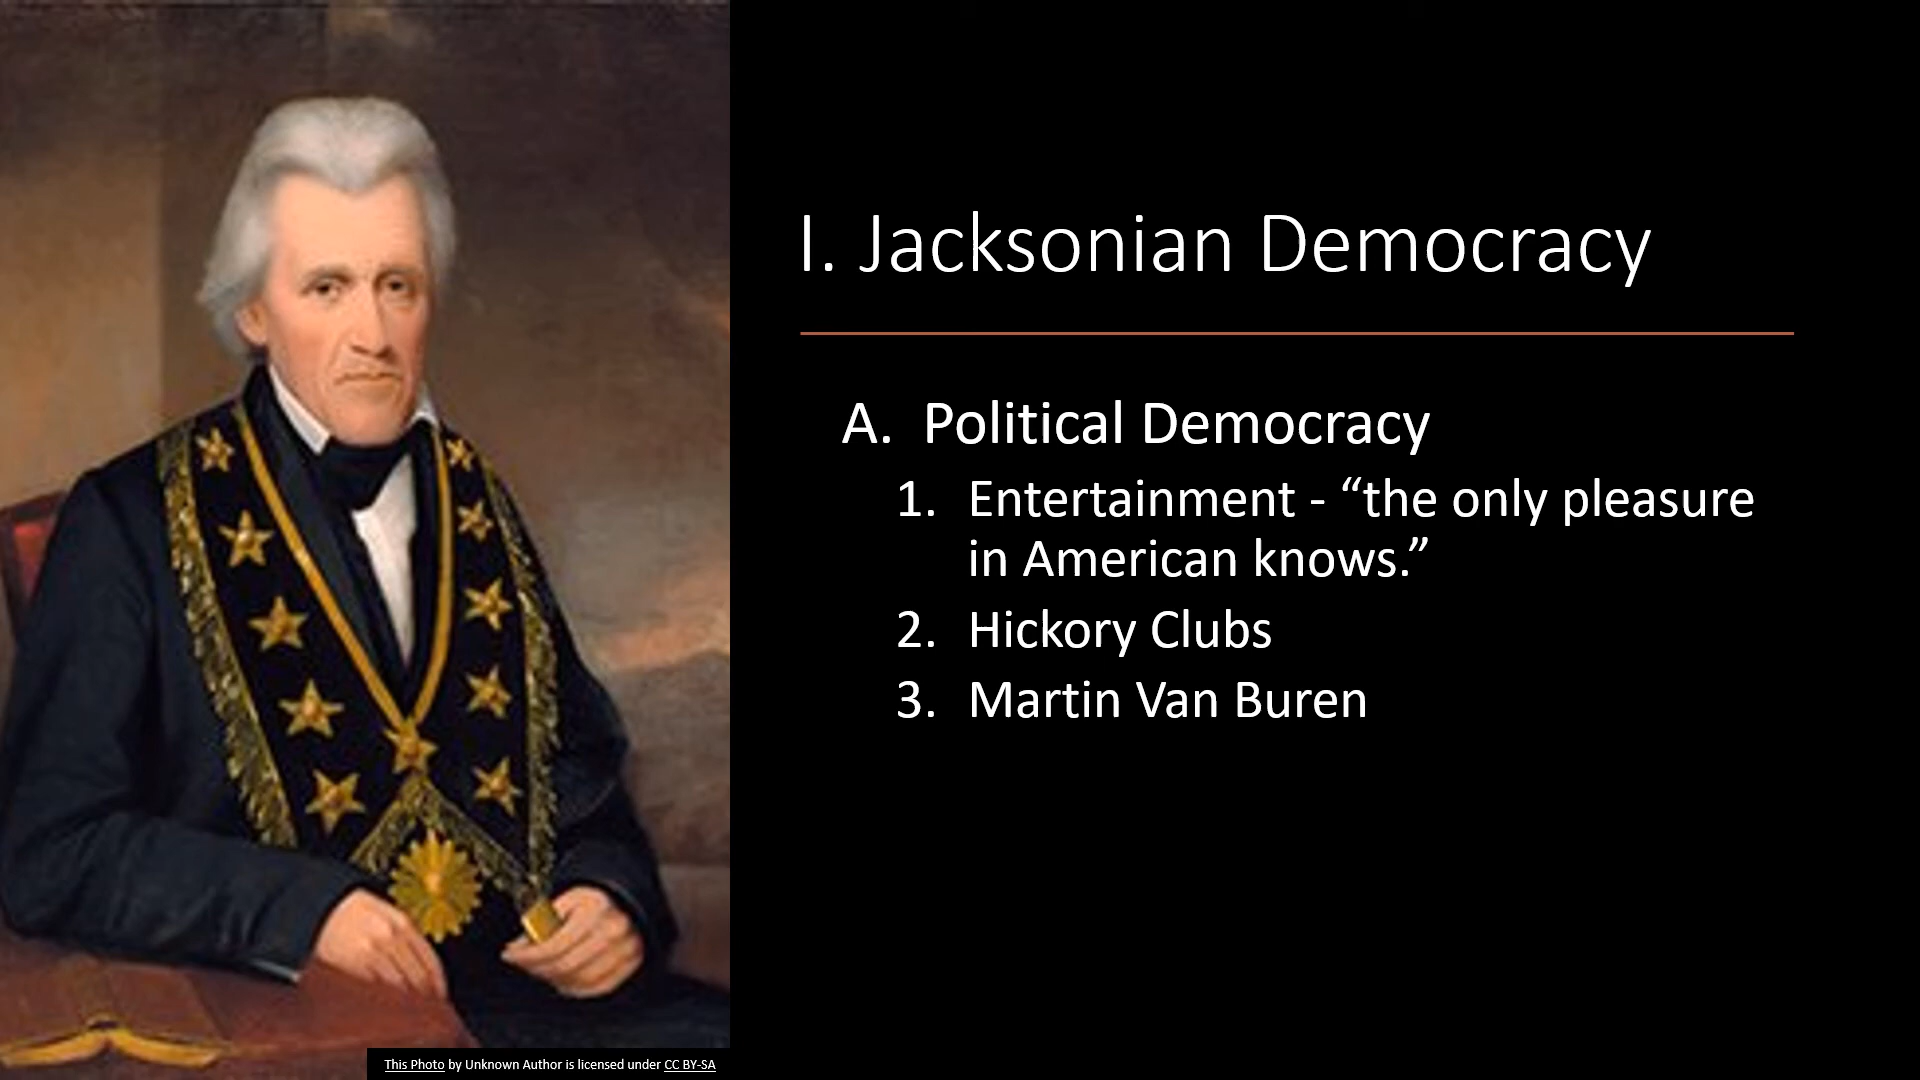 I. Jacksonian Democracy
A. Political Democracy
1. Entertainment - “the only pleasure
in American knows.”
2. Hickory Clubs
3. Martin Van Buren
This Photo by Unknown Author is licensed under CC BY-SA